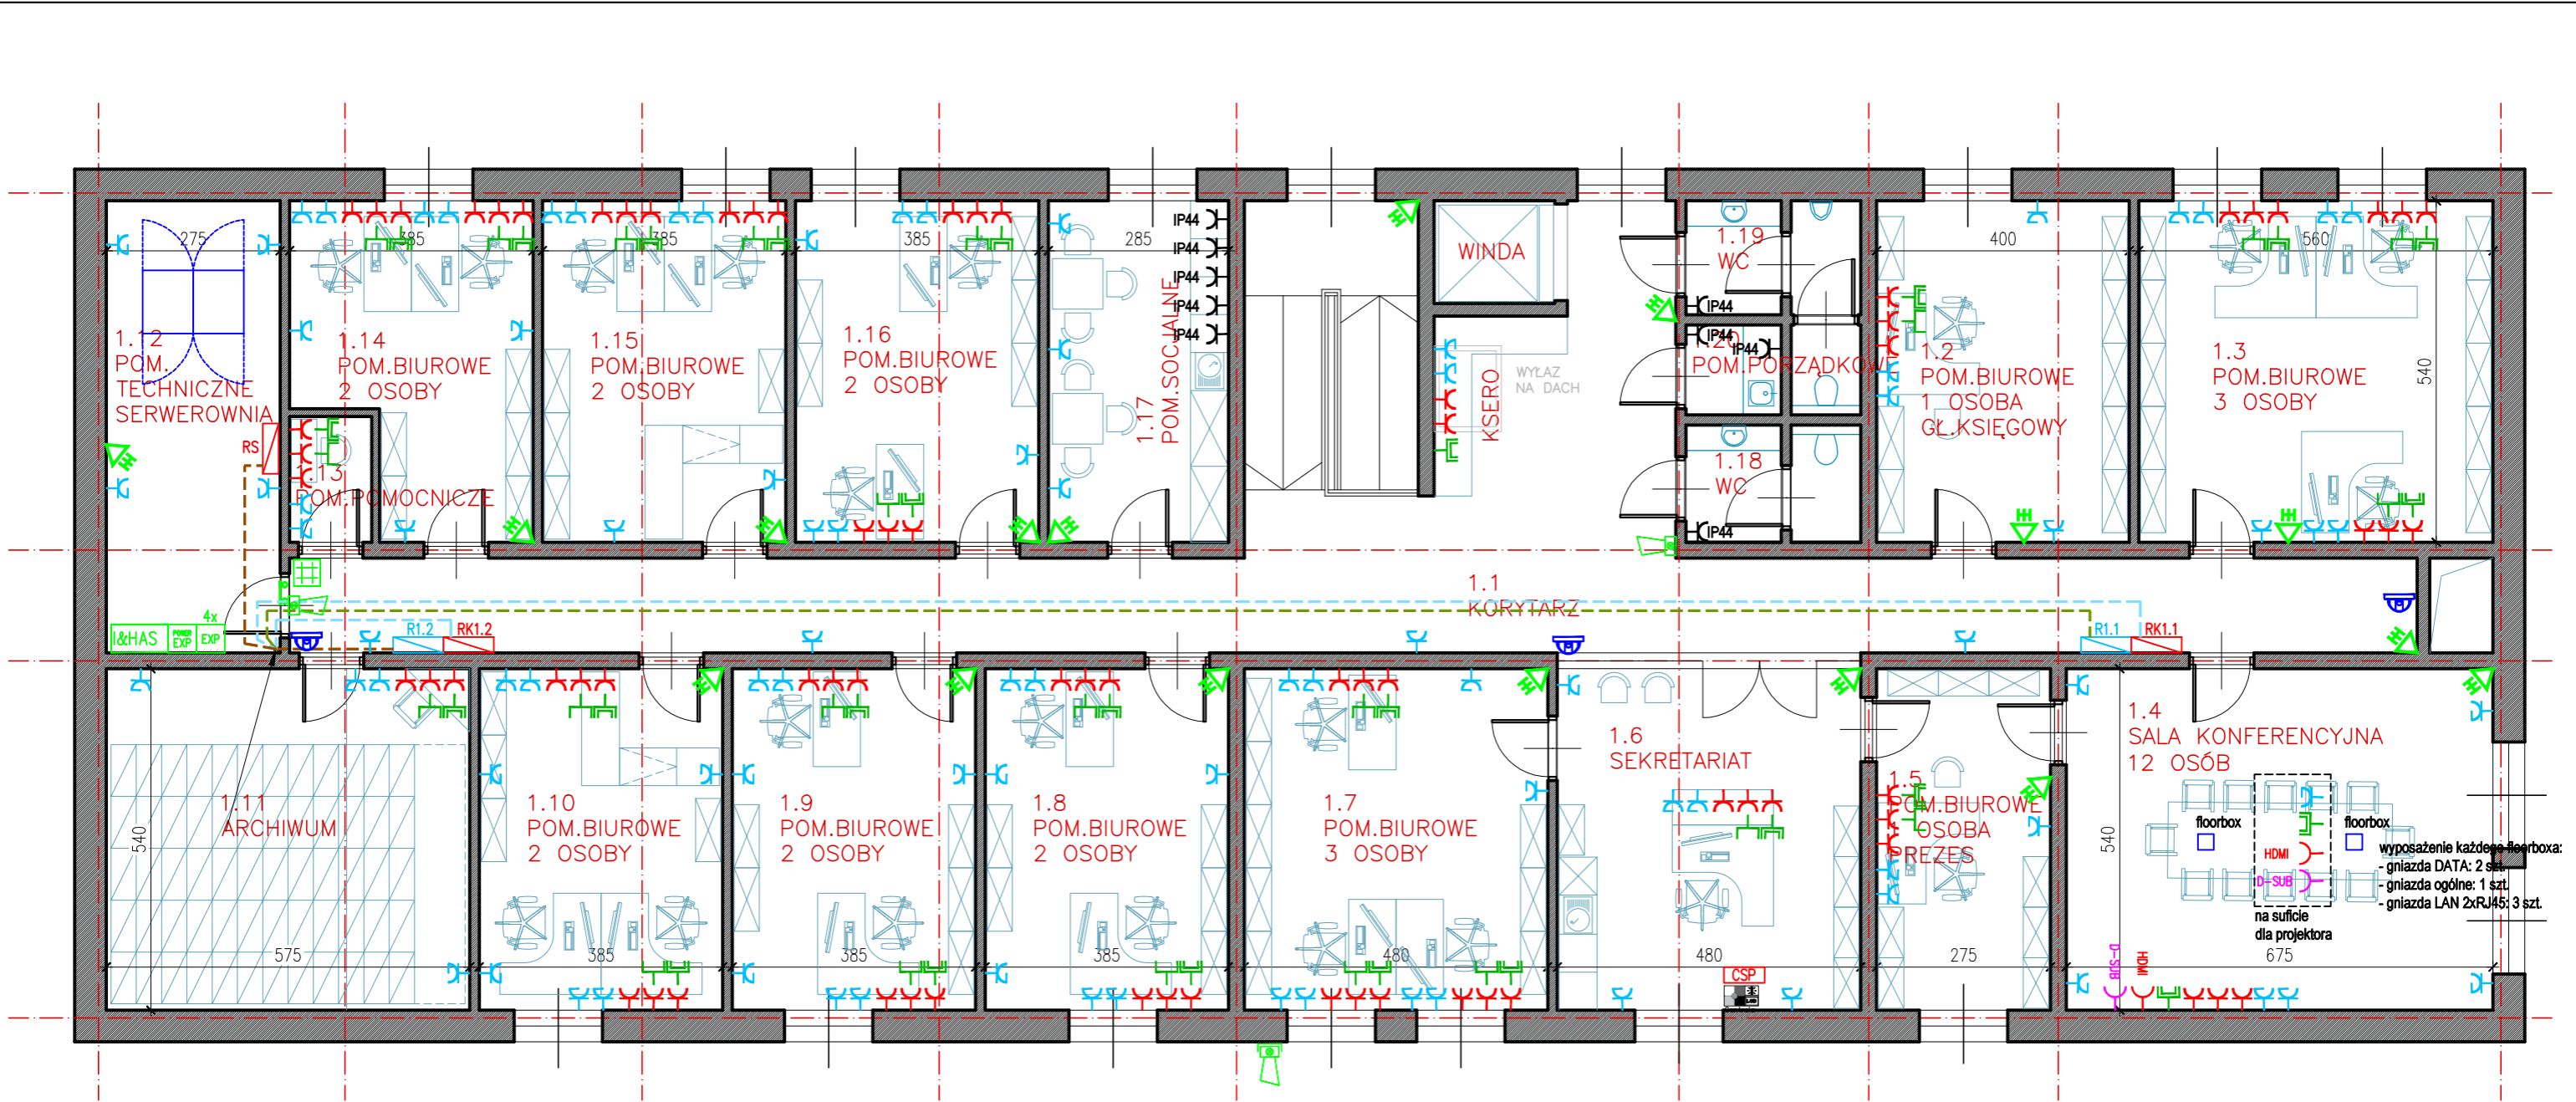 275
385
385
385
285
400
560
540
IP44
IP44
IP44
IP44
IP44
WINDA
1.19
WC
IP44
IP44
IP44
1.20
POM.PORZĄDKOWE
1.18
WC
IP44
1.12
POM.
TECHNICZNE
SERWEROWNIA
RS
1.14
POM.BIUROWE
2 OSOBY
1.13
POM.POMOCNICZE
1.15
POM.BIUROWE
2 OSOBY
1.16
POM.BIUROWE
2 OSOBY
1.17
POM.SOCJALNE
KSERO
WYŁAZ
NA DACH
1.2
POM.BIUROWE
1 OSOBA
GŁ.KSIĘGOWY
1.3
POM.BIUROWE
3 OSOBY
1.1
KORYTARZ
4x
I&HAS
POWER
EXP
EXP
R1.2
RK1.2
R1.1
RK1.1
1.11
ARCHIWUM
540
575
1.10
POM.BIUROWE
2 OSOBY
385
1.9
POM.BIUROWE
2 OSOBY
385
1.8
POM.BIUROWE
2 OSOBY
385
1.7
POM.BIUROWE
3 OSOBY
480
1.6
SEKRETARIAT
480
CSP
1.5
POM.BIUROWE
1 OSOBA
PREZES
275
1.4
SALA KONFERENCYJNA
12 OSÓB
540
floorbox
floorbox
HDMI
D-SUB
wyposażenie każdego floorboxa:
- gniazda DATA: 2 szt.
- gniazda ogólne: 1 szt.
- gniazda LAN 2xRJ45: 3 szt.
na suficie
dla projektora
D-SUB
HDMI
675